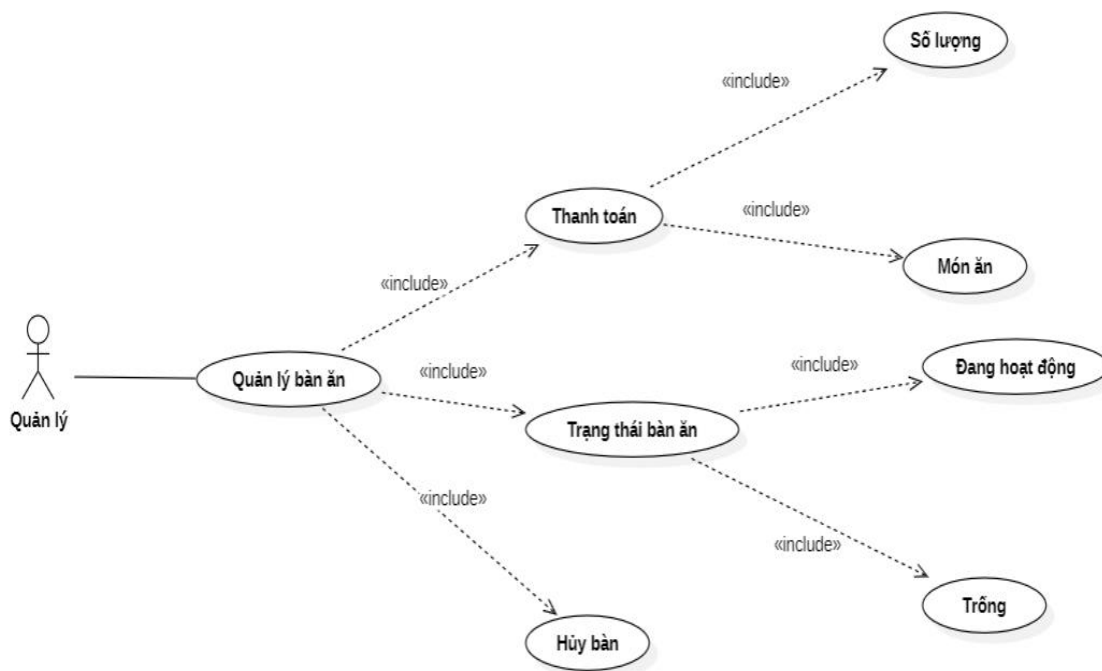 Số lượng
«include»
Thanh toán
«include»
Món ăn
«include»
Quản lý
Quản lý bàn ăn
«include»
Trạng thái bàn ăn
«include»
Đang hoạt động
«include»
Trống
«include»
Hủy bàn